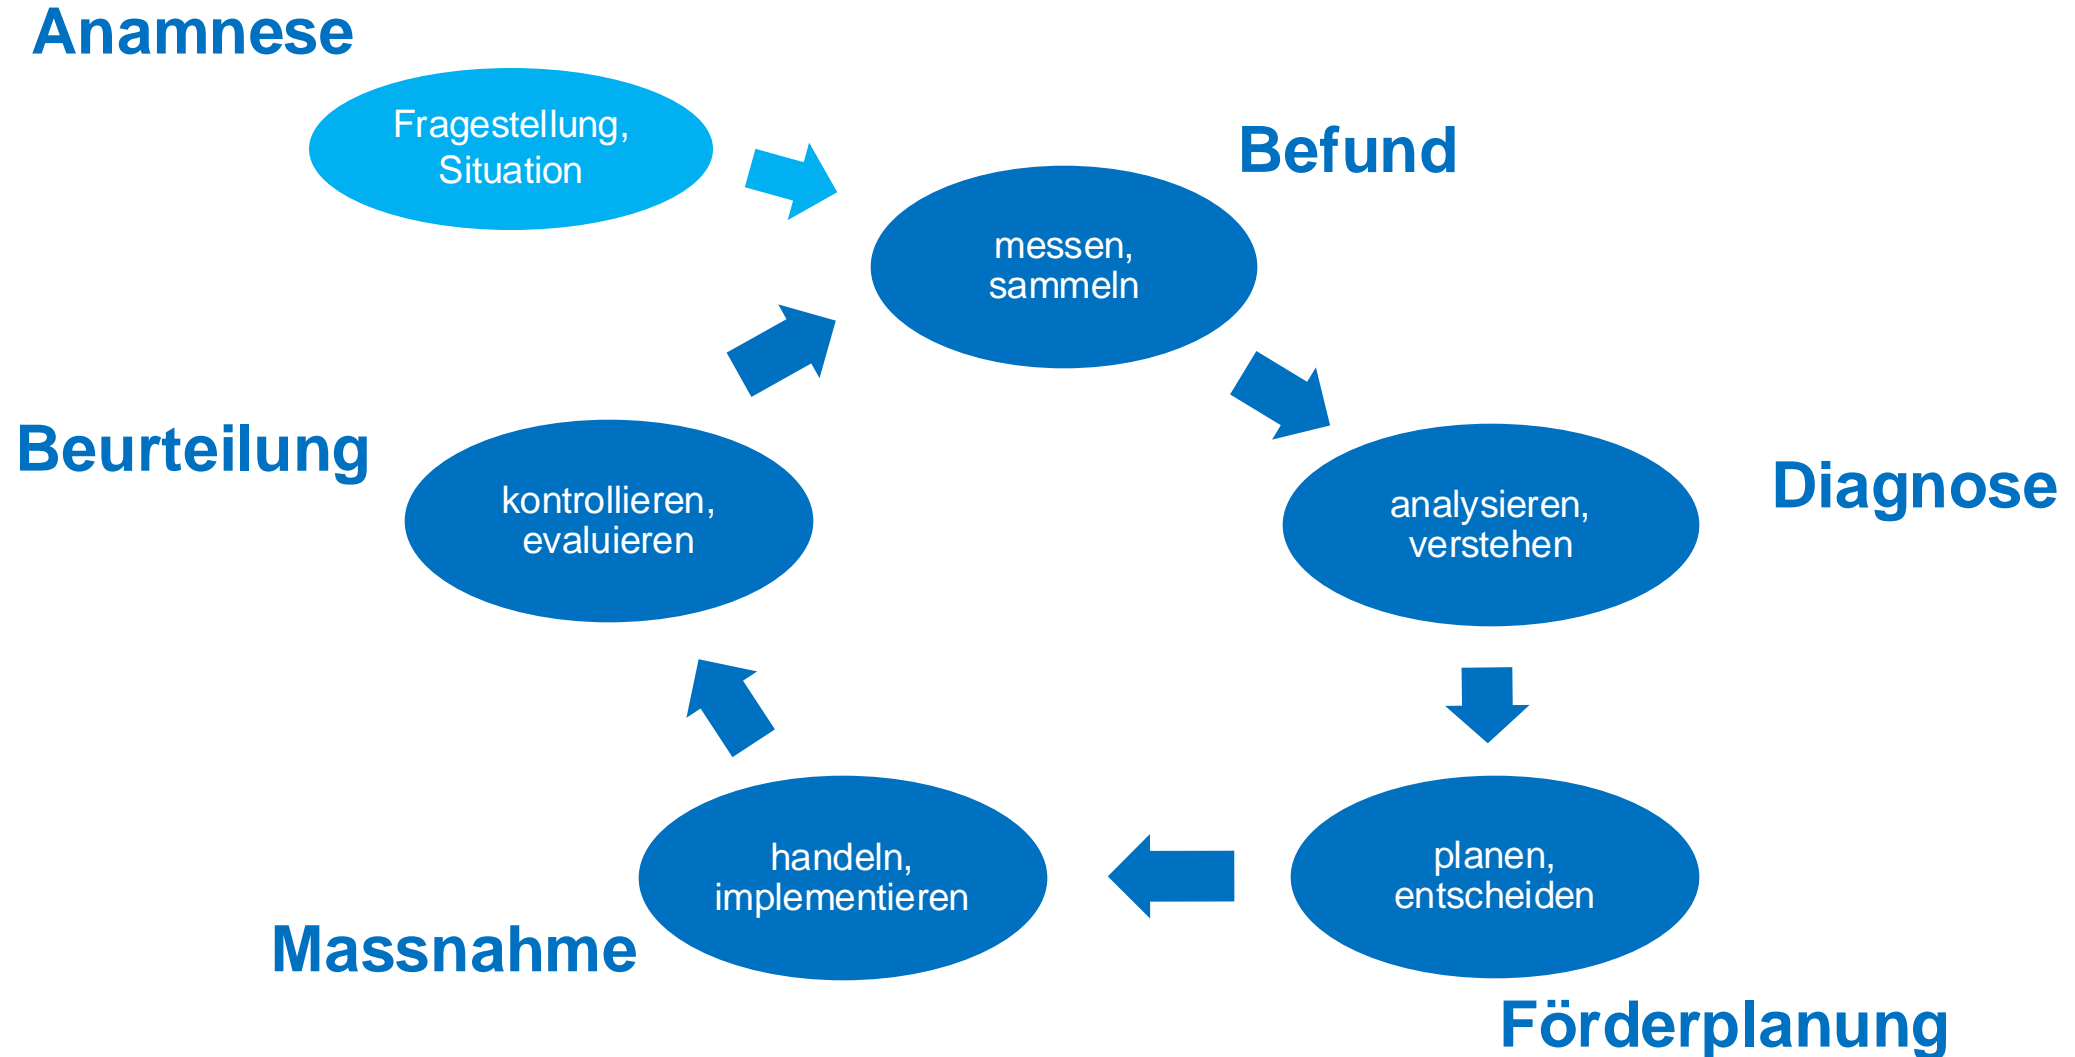 Anamnese
Fragestellung,
Situation
Befund
messen,
sammeln
Beurteilung
kontrollieren,
evaluieren
analysieren,
verstehen
Diagnose
handeln,
implementieren
planen,
entscheiden
Massnahme
Förderplanung